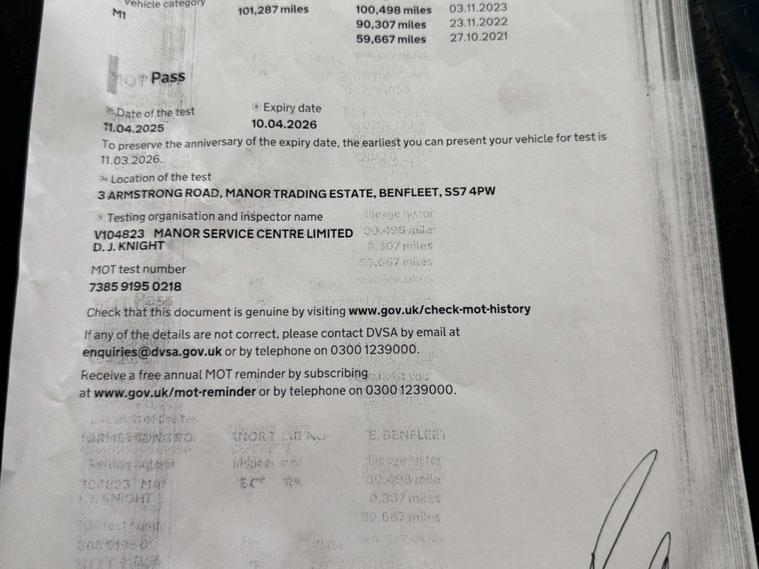 Vehicle category
M1 101,287 miles 100,498 miles 03.11.2023
90,307 miles 23.11.2022
59,667 miles 27.10.2021
MOT Pass
Date of the test Expiry date
11.04.2025 10.04.2026
To preserve the anniversary of the expiry date, the earliest you can present your vehicle for test is
11.03.2026.
Location of the test
3 ARMSTRONG ROAD, MANOR TRADING ESTATE, BENFLEET, SS7 4PW
Testing organisation and inspector name
V104823 MANOR SERVICE CENTRE LIMITED
D. J. KNIGHT
MOT test number
7385 9195 0218
Check that this document is genuine by visiting www.gov.uk/check-mot-history
If any of the details are not correct, please contact DVSA by email at
enquiries@dvsa.gov.uk or by telephone on 0300 1239000.
Receive a free annual MOT reminder by subscribing
at www.gov.uk/mot-reminder or by telephone on 0300 1239000.